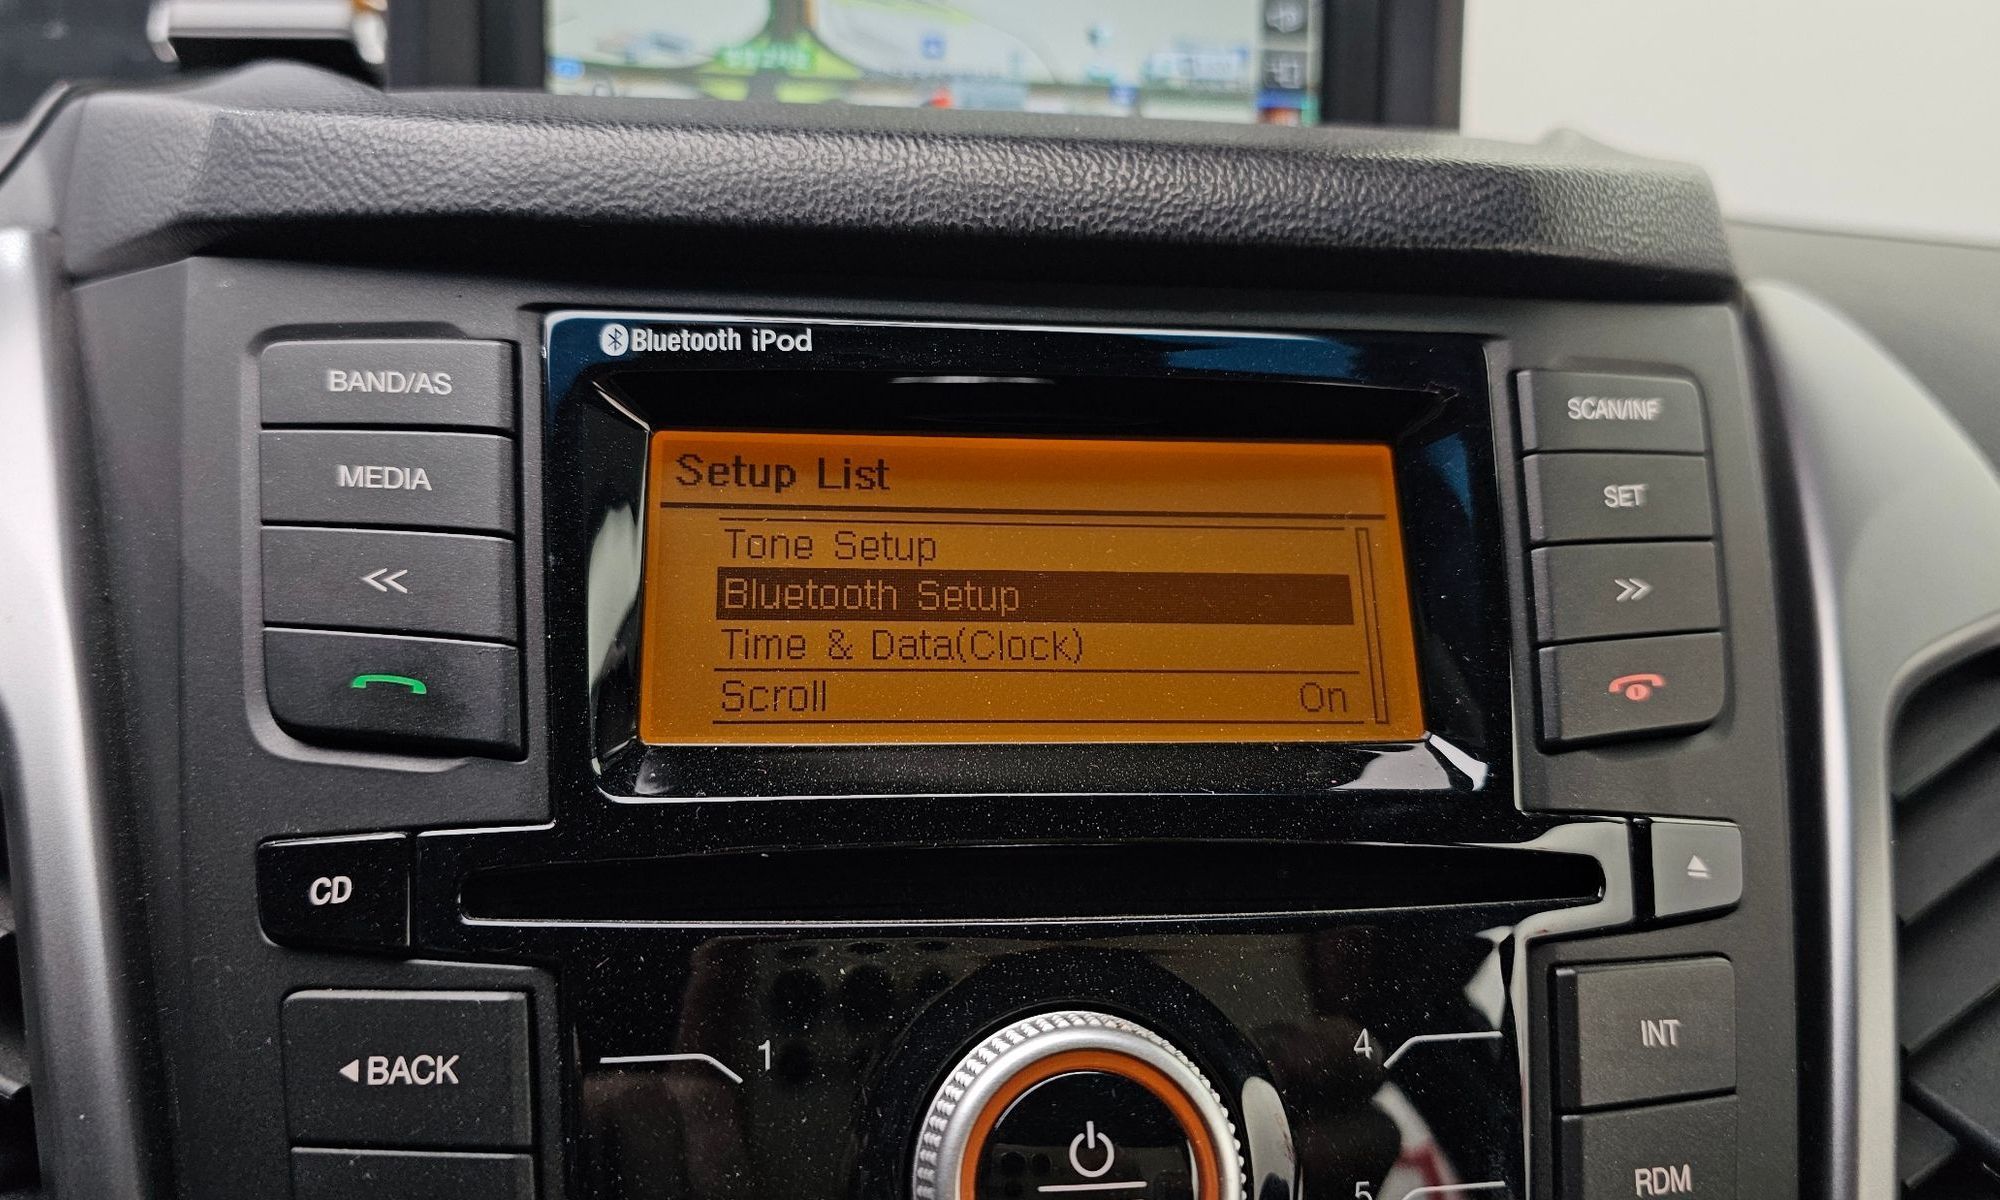 Bluetooth iPod
BAND/AS
MEDIA
SCAN/INF
SET
Setup List
Tone Setup
Bluetooth Setup
Time & Data(Clock)
Scroll On
CD
BACK
1
4
INT
5
RDM